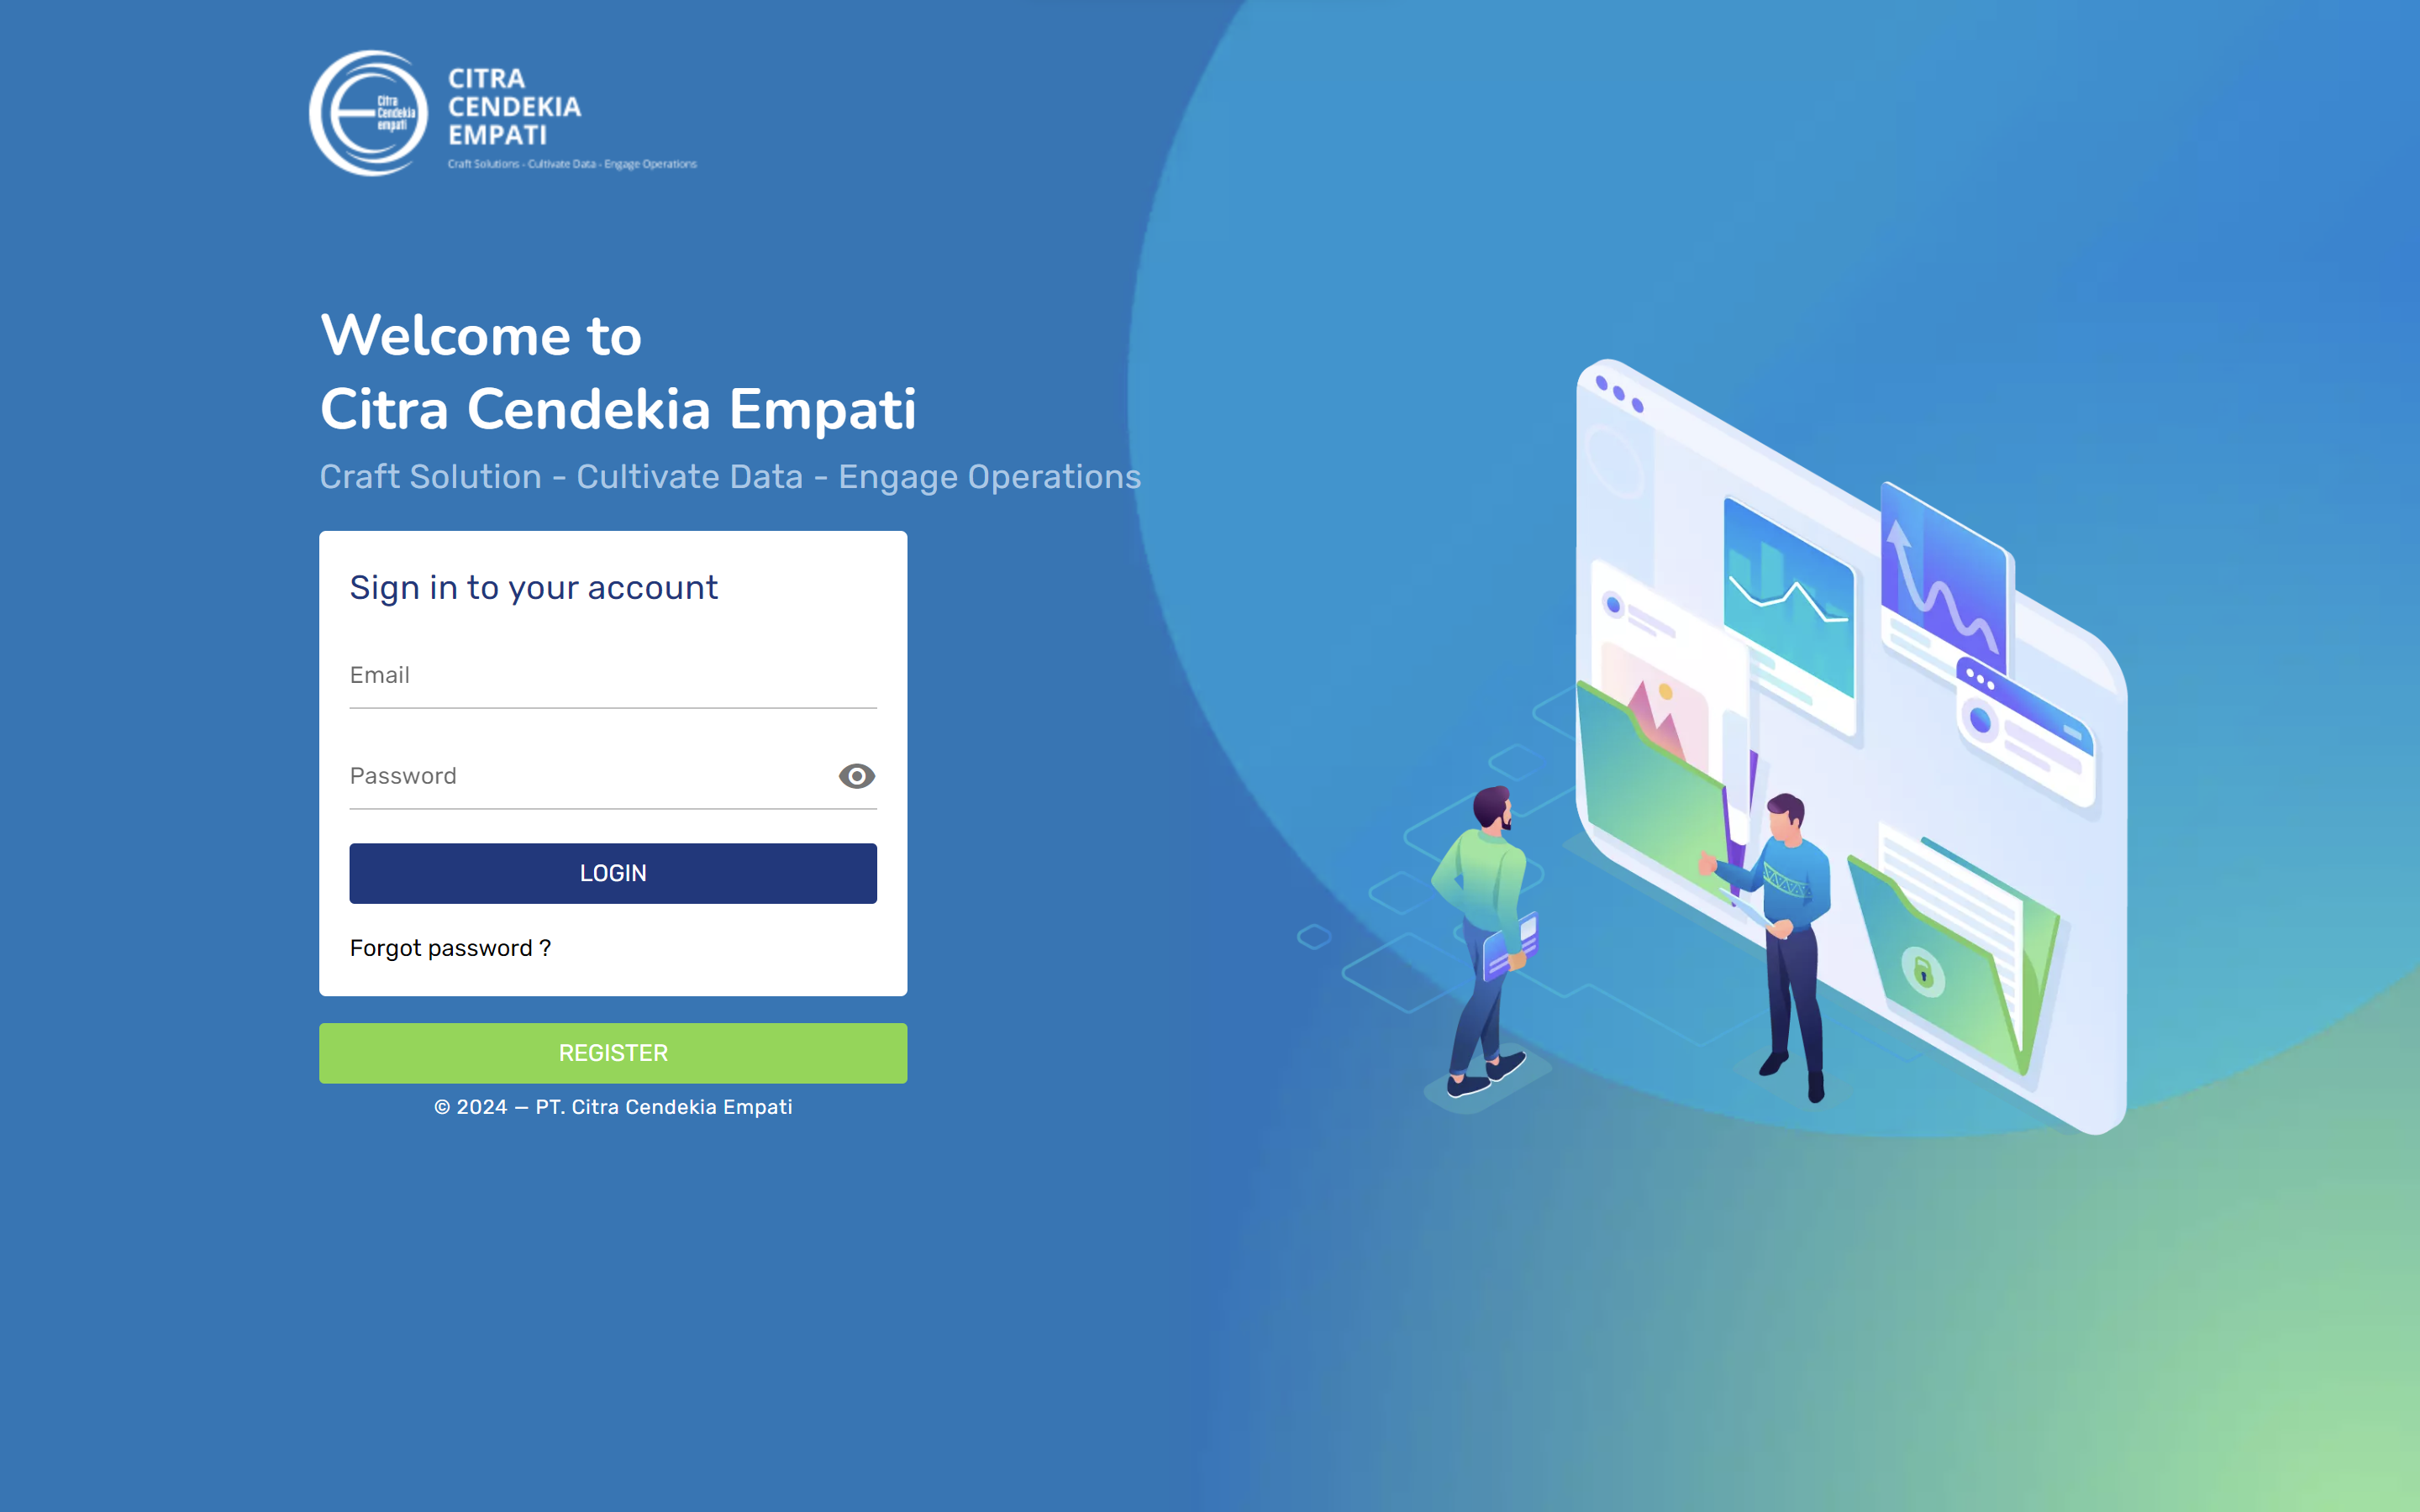 Citra
Cendekia
empati
CITRA
CENDEKIA
EMPATI
Craft Solutions - Cultivate Data - Engage Operations
Welcome to
Citra Cendekia Empati
Craft Solution - Cultivate Data - Engage Operations
Sign in to your account
Email
Password
LOGIN
Forgot password ?
REGISTER
© 2024 — PT. Citra Cendekia Empati